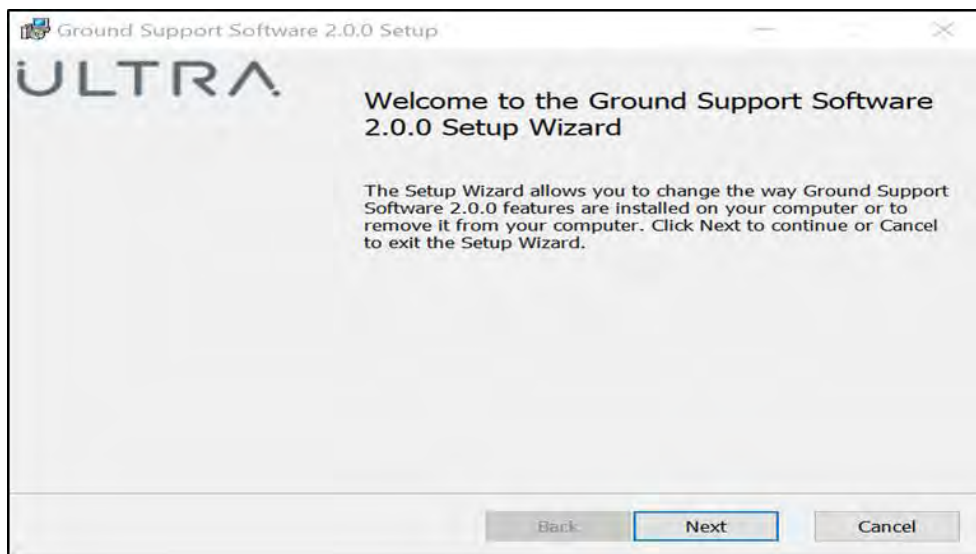 Ground Support Software 2.0.0 Setup
ULTRA
Welcome to the Ground Support Software
2.0.0 Setup Wizard
The Setup Wizard allows you to change the way Ground Support
Software 2.0.0 features are installed on your computer or to
remove it from your computer. Click Next to continue or Cancel
to exit the Setup Wizard.
Back Next Cancel